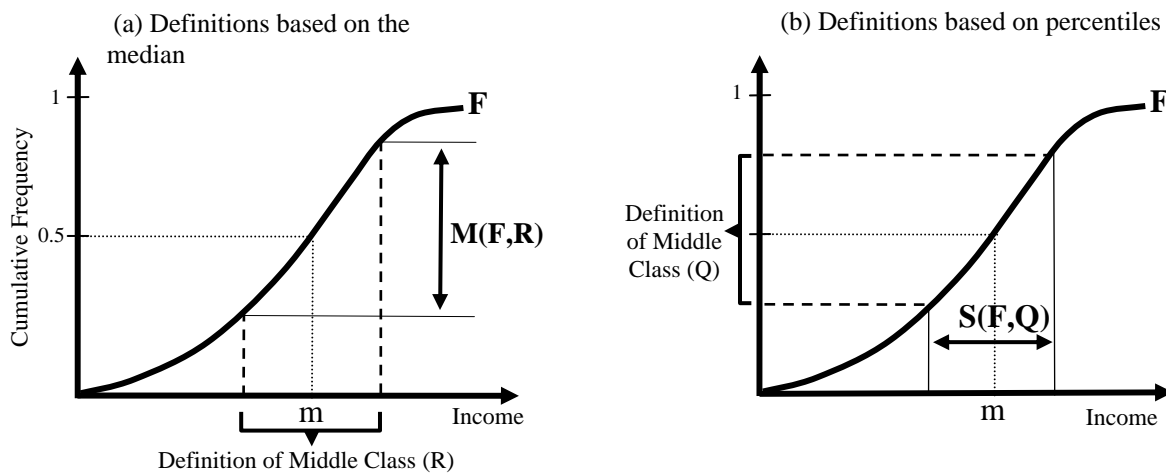 (a) Definitions based on the
median
1
F
Cumulative Frequency
0.5
M(F,R)
m
Income
Definition of Middle Class (R)
(b) Definitions based on percentiles
1
F
Definition
of Middle
Class (Q)
S(F,Q)
m
Income